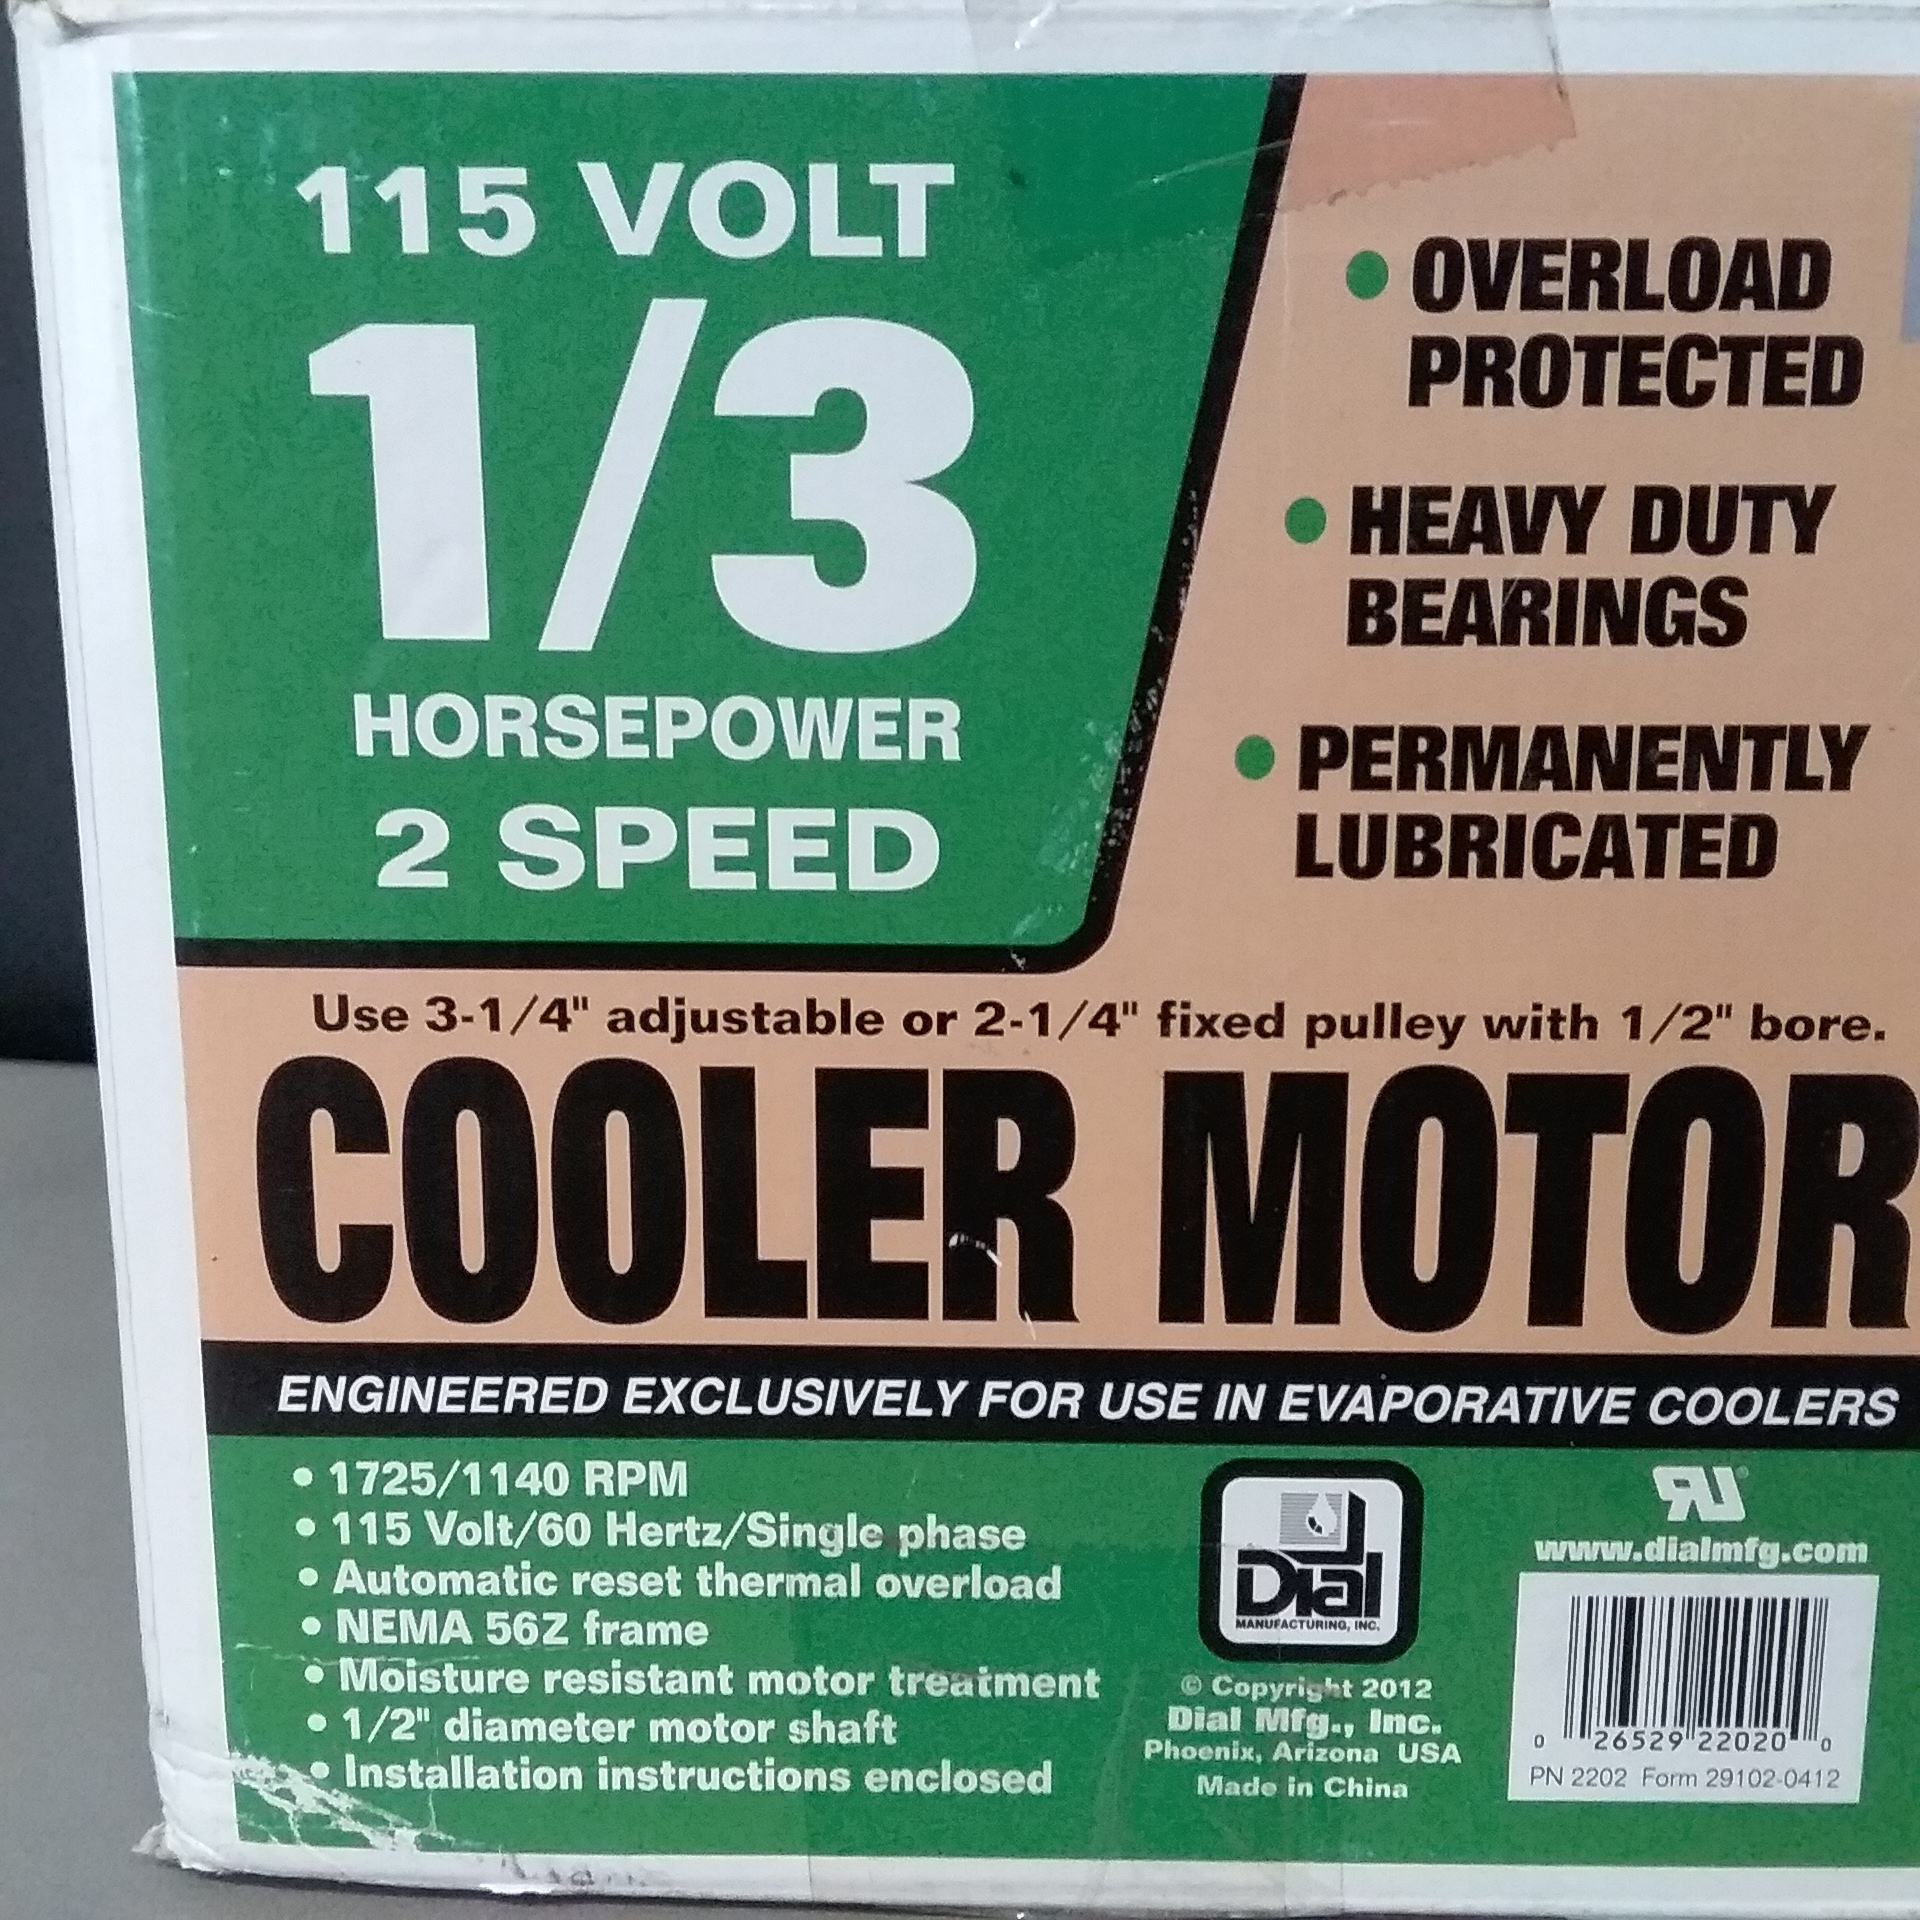 115 VOLT
1/3
HORSEPOWER
2 SPEED
• OVERLOAD
PROTECTED
• HEAVY DUTY
BEARINGS
• PERMANENTLY
LUBRICATED
Use 3-1/4" adjustable or 2-1/4" fixed pulley with 1/2" bore.
COOLER MOTOR
ENGINEERED EXCLUSIVELY FOR USE IN EVAPORATIVE COOLERS
• 1725/1140 RPM
• 115 Volt/60 Hertz/Single phase
• Automatic reset thermal overload
• NEMA 56Z frame
• Moisture resistant motor treatment
• 1/2" diameter motor shaft
• Installation instructions enclosed
Dial
MANUFACTURING, INC.
© Copyright 2012
Dial Mfg., Inc.
Phoenix, Arizona USA
Made in China
RU®
www.dialmfg.com
0 26529 22020 0
PN 2202 Form 29102-0412